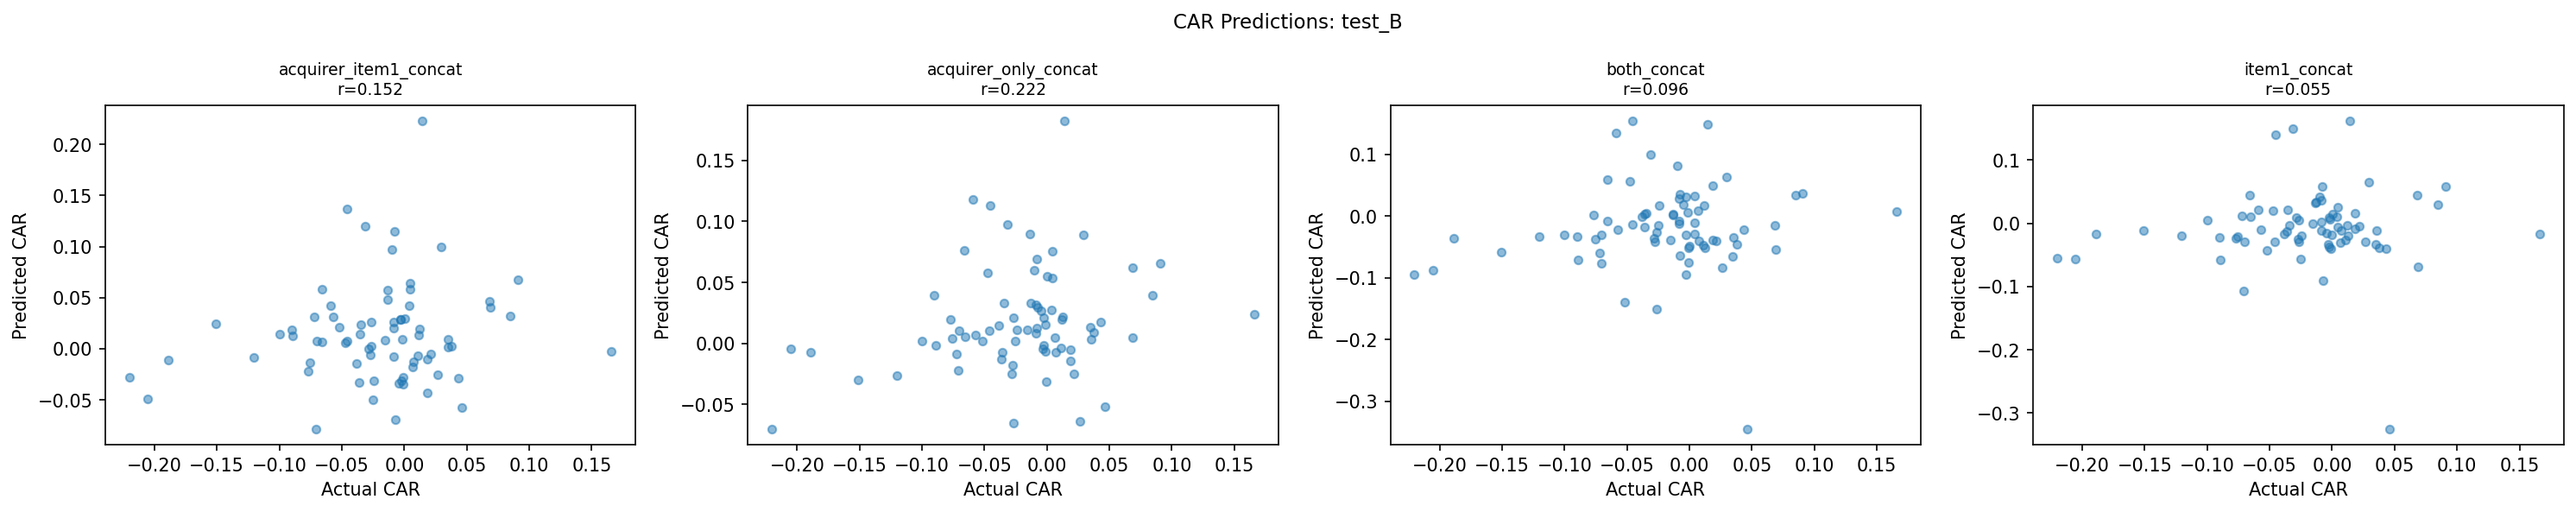 CAR Predictions: test_B
acquirer_item1_concat
r=0.152
0.20
0.15
0.10
0.05
0.00
−0.05
Predicted CAR
−0.20 −0.15 −0.10 −0.05 0.00 0.05 0.10 0.15
Actual CAR
acquirer_only_concat
r=0.222
0.15
0.10
0.05
0.00
−0.05
Predicted CAR
−0.20 −0.15 −0.10 −0.05 0.00 0.05 0.10 0.15
Actual CAR
both_concat
r=0.096
0.1
0.0
−0.1
−0.2
−0.3
Predicted CAR
−0.20 −0.15 −0.10 −0.05 0.00 0.05 0.10 0.15
Actual CAR
item1_concat
r=0.055
0.1
0.0
−0.1
−0.2
−0.3
Predicted CAR
−0.20 −0.15 −0.10 −0.05 0.00 0.05 0.10 0.15
Actual CAR